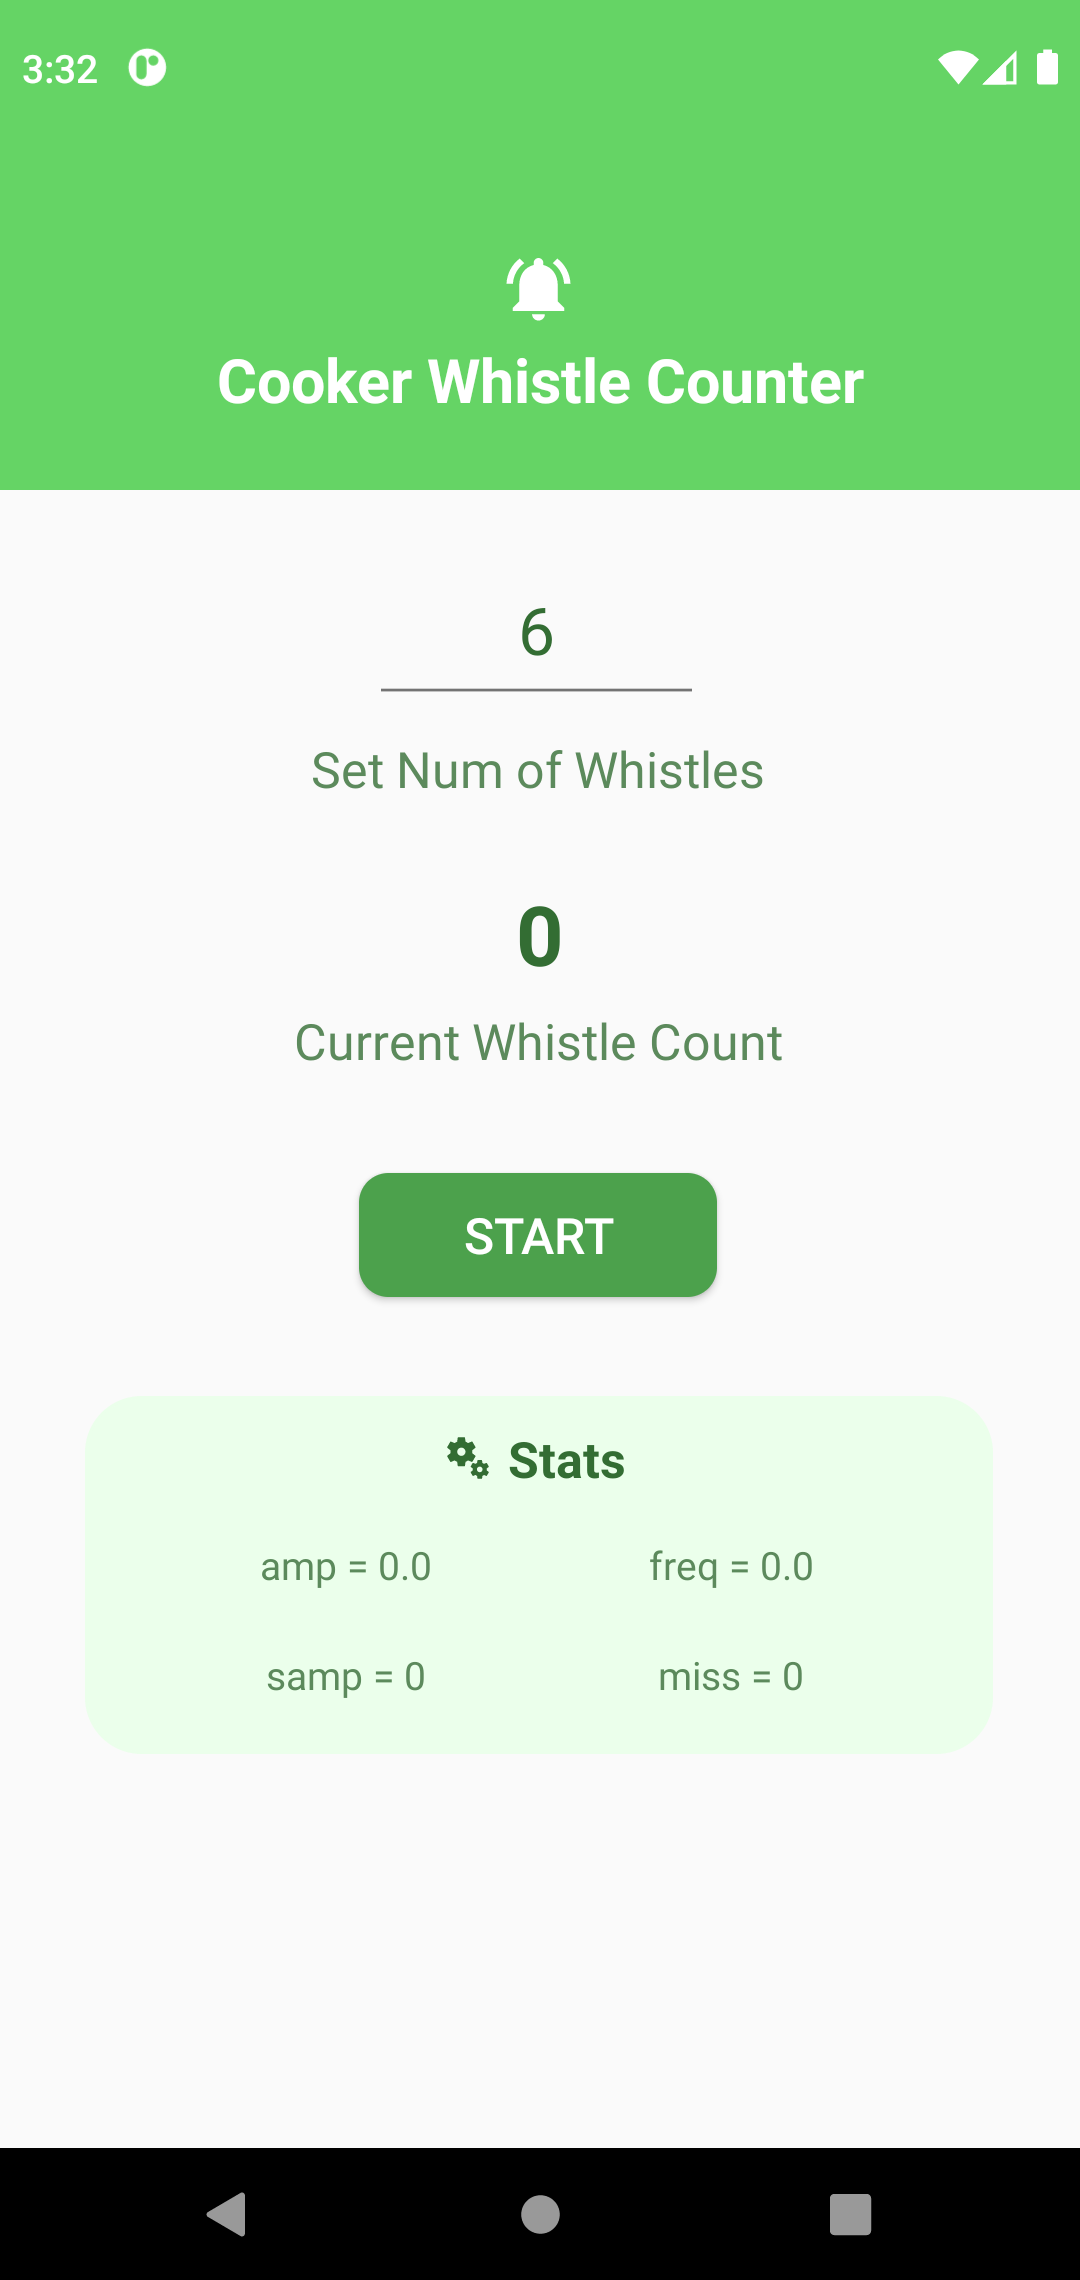 3:32
Cooker Whistle Counter
6
Set Num of Whistles
0
Current Whistle Count
START
Stats
amp = 0.0 freq = 0.0
samp = 0 miss = 0